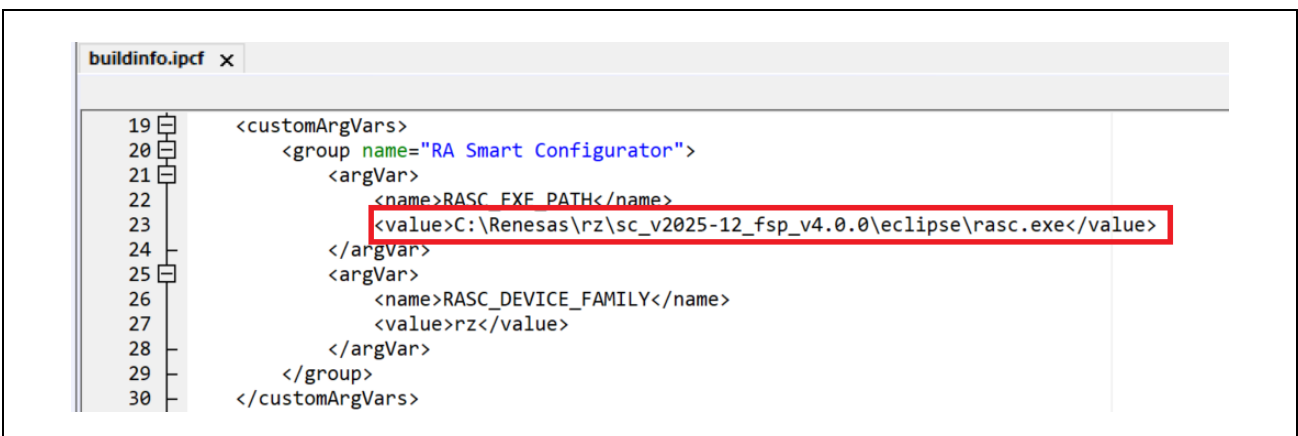 buildinfo.ipcf x
19 <customArgVars>
20 <group name="RA Smart Configurator">
21 <argVar>
22 <name>RASC_EXE_PATH</name>
23 <value>C:\Renesas\rz\sc_v2025-12_fsp_v4.0.0\eclipse\rasc.exe</value>
24 </argVar>
25 <argVar>
26 <name>RASC_DEVICE_FAMILY</name>
27 <value>rz</value>
28 </argVar>
29 </group>
30 </customArgVars>